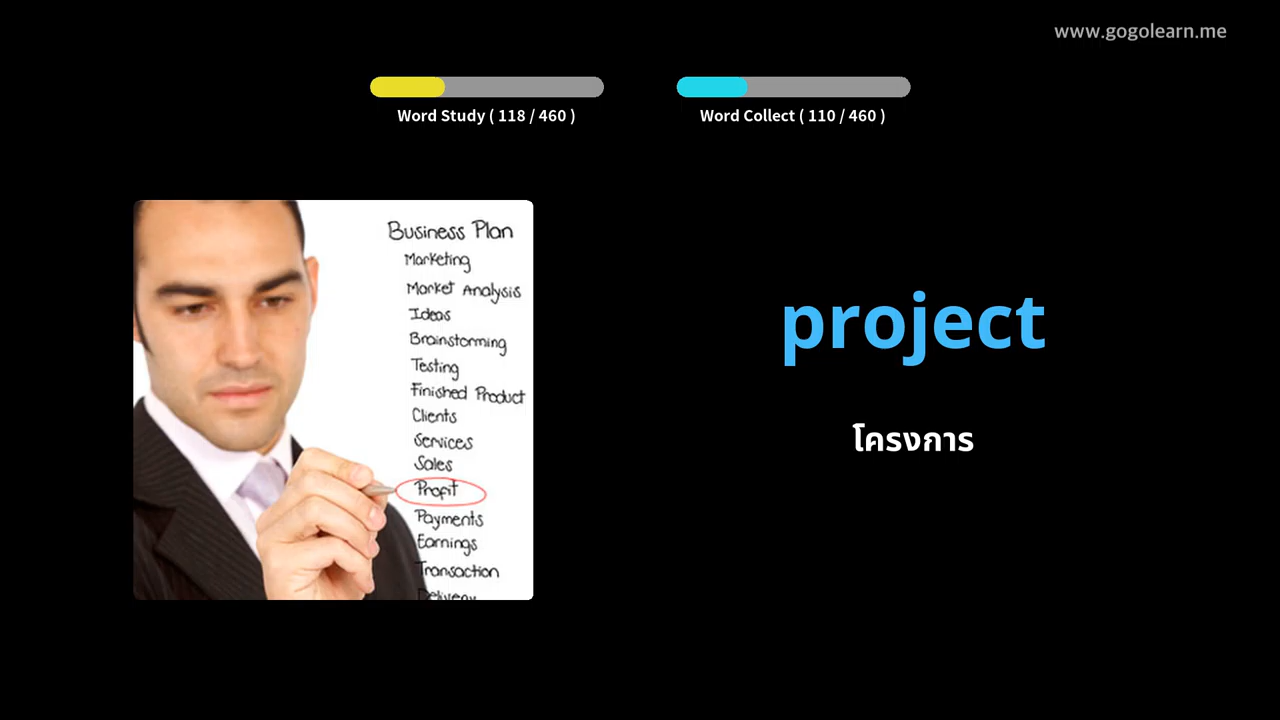 www.gogolearn.me
Word Study ( 118 / 460 )
Word Collect ( 110 / 460 )
Business Plan
Marketing
Market Analysis
Ideas
Brainstorming
Testing
Finished Product
Clients
Services
Sales
Profit
Payments
Earnings
Transaction
Delivery
project
โครงการ